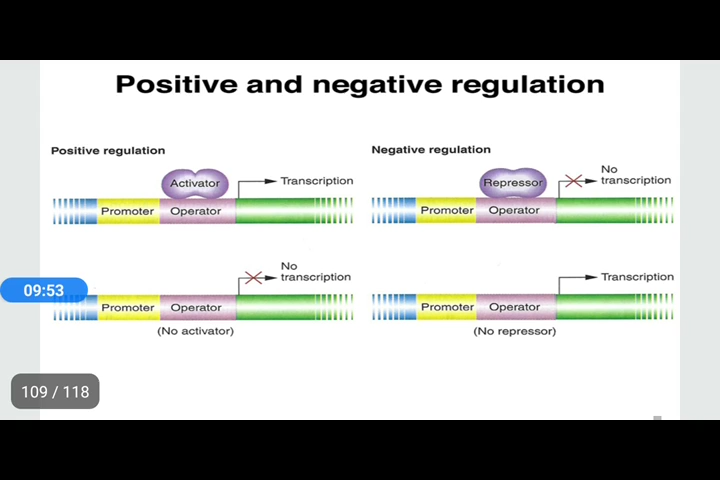 Positive and negative regulation
Positive regulation
Activator
Transcription
Promoter
Operator
No
transcription
Promoter
Operator
(No activator)
Negative regulation
Repressor
No
transcription
Promoter
Operator
Transcription
Promoter
Operator
(No repressor)
09:53
109 / 118